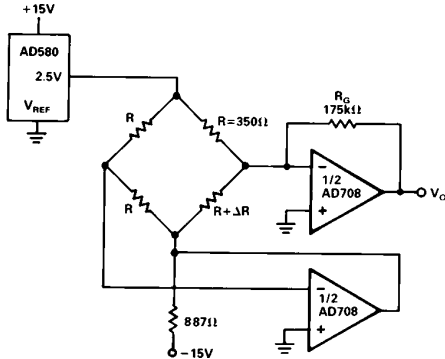 +15V
AD580
2.5V
VREF
R
R=350Ω
R
R+ΔR
RG
175kΩ
−
1/2
AD708
+
VO
−
1/2
AD708
+
887Ω
−15V